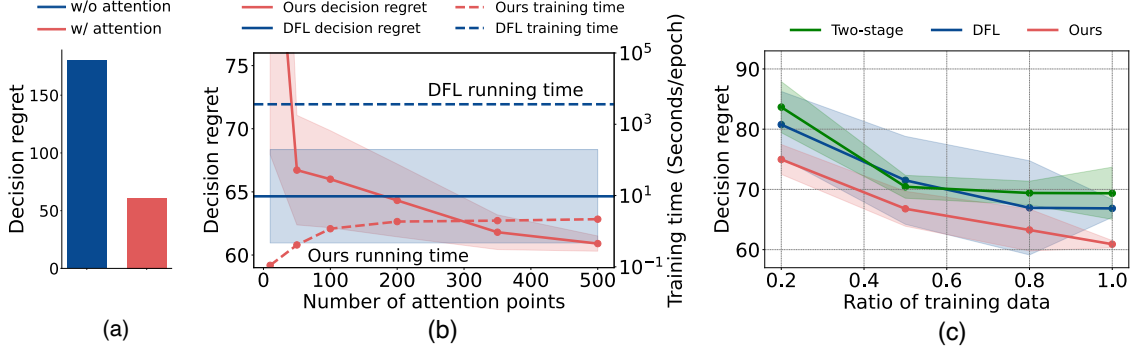 w/o attention
w/ attention
Decision regret
150
100
50
0
(a)
Ours decision regret
DFL decision regret
Ours training time
DFL training time
Decision regret
75
70
65
60
DFL running time
Ours running time
10^5
10^3
10^1
10^-1
Training time (Seconds/epoch)
0 100 200 300 400 500
Number of attention points
(b)
Two-stage
DFL
Ours
Decision regret
90
80
70
60
0.2 0.4 0.6 0.8 1.0
Ratio of training data
(c)